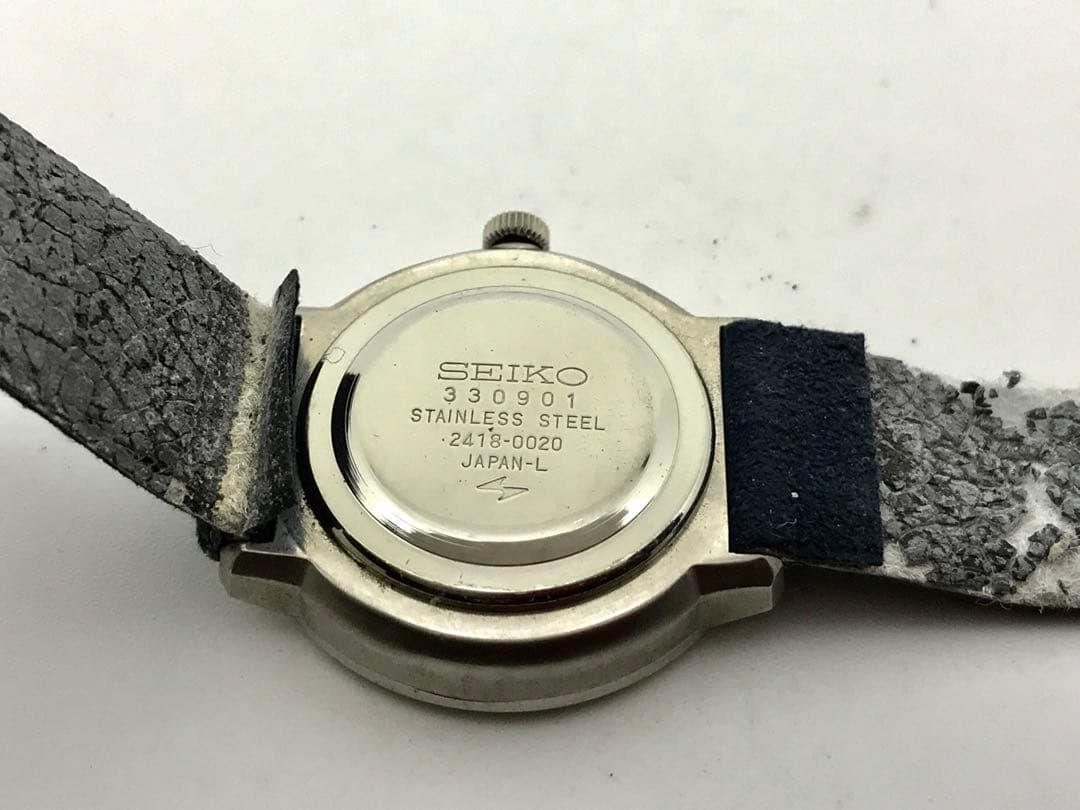 SEIKO
330901
STAINLESS STEEL
2418-0020
JAPAN-L